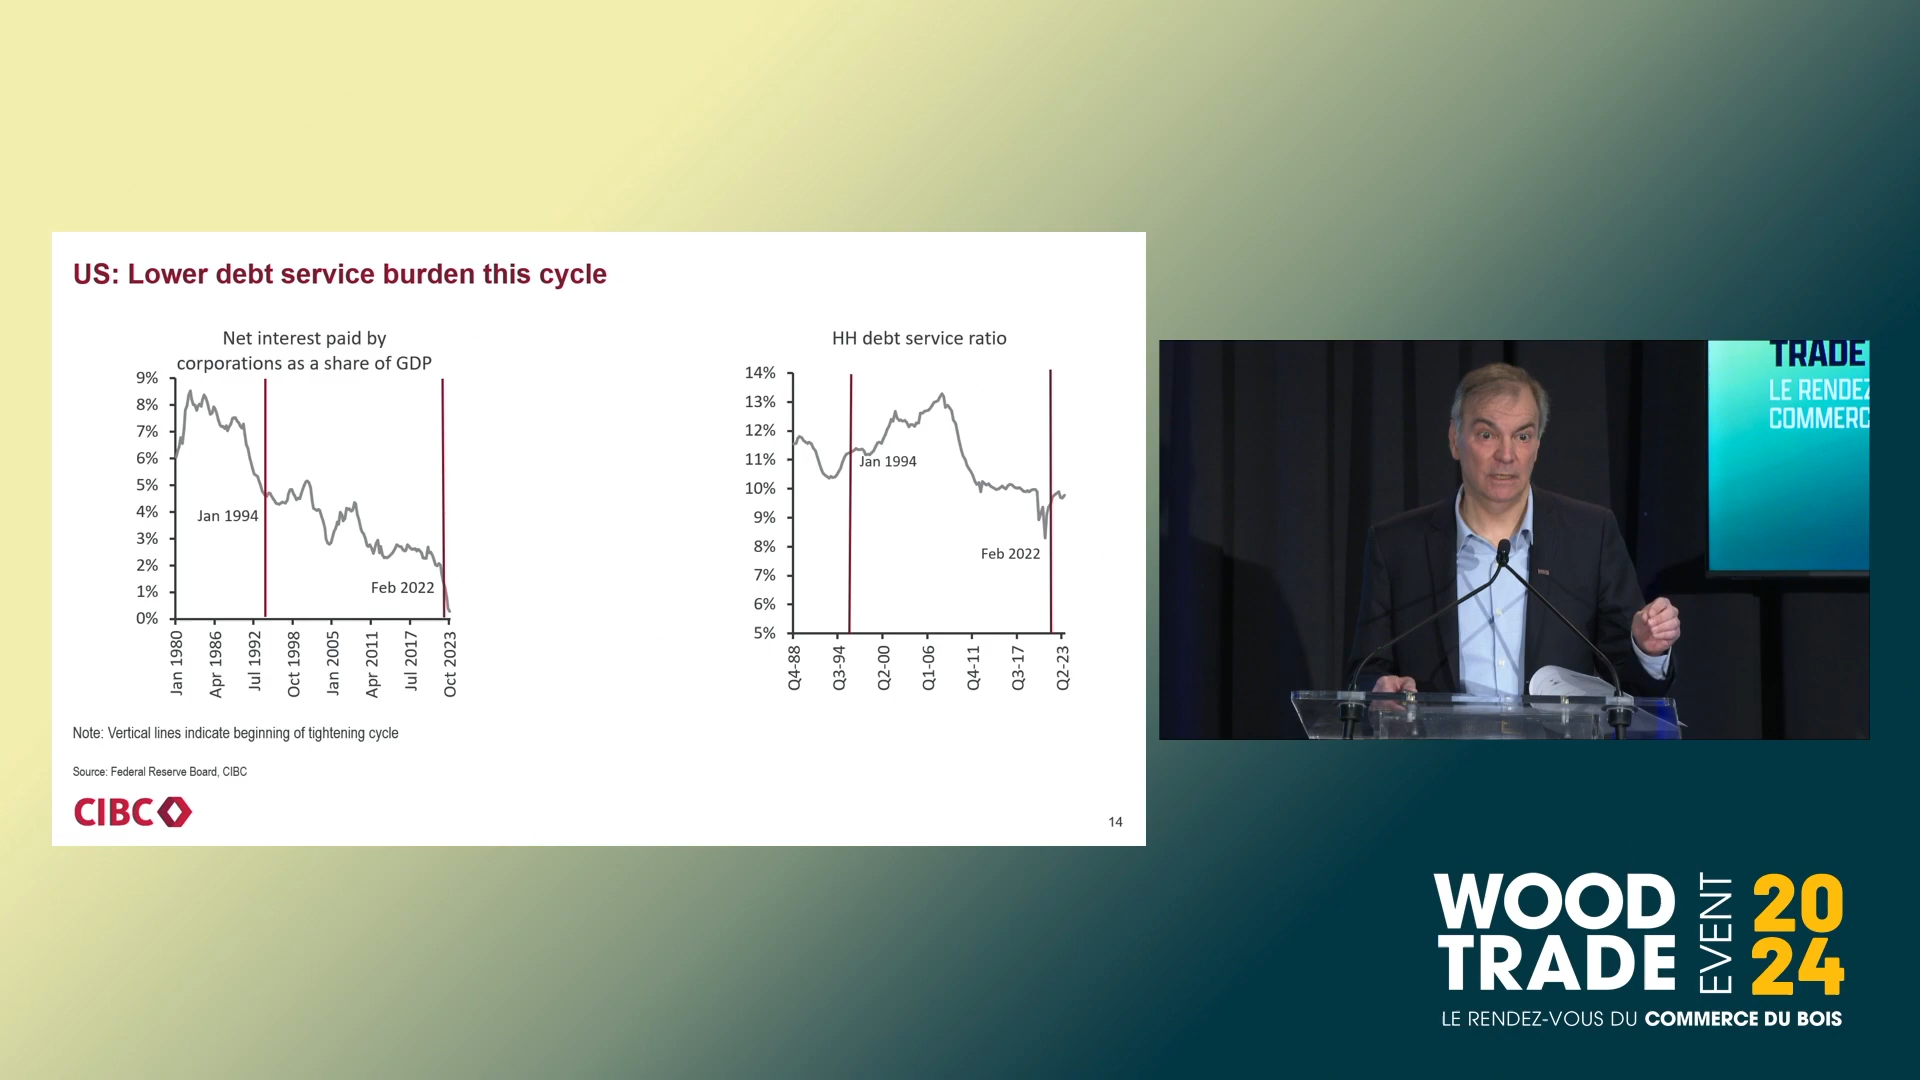 US: Lower debt service burden this cycle
Net interest paid by
corporations as a share of GDP
9%
8%
7%
6%
5%
4%
3%
2%
1%
0%
Jan 1994
Feb 2022
Jan 1980
Apr 1986
Jul 1992
Oct 1998
Jan 2005
Apr 2011
Jul 2017
Oct 2023
HH debt service ratio
14%
13%
12%
11%
10%
9%
8%
7%
6%
5%
Jan 1994
Feb 2022
Q4-88
Q3-94
Q2-00
Q1-06
Q4-11
Q3-17
Q2-23
Note: Vertical lines indicate beginning of tightening cycle
Source: Federal Reserve Board, CIBC
CIBC
14
TRADE
LE RENDEZ
COMMERC
WOOD
TRADE
EVENT
20
24
LE RENDEZ-VOUS DU COMMERCE DU BOIS